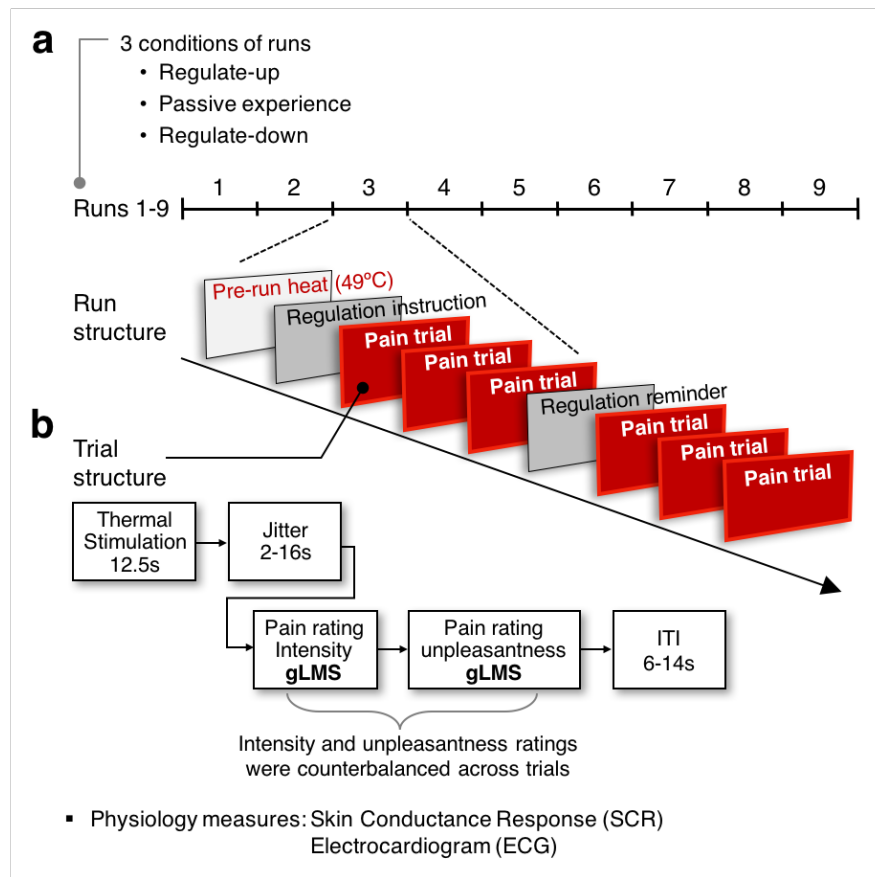 a
3 conditions of runs
• Regulate-up
• Passive experience
• Regulate-down
1 2 3 4 5 6 7 8 9
Runs 1-9
Run
structure
Pre-run heat (49ºC)
Regulation instruction
Pain trial
Pain trial
Pain trial
Regulation reminder
Pain trial
Pain trial
Pain trial
b
Trial
structure
Thermal
Stimulation
12.5s
Jitter
2-16s
Pain rating
Intensity
gLMS
Pain rating
unpleasantness
gLMS
ITI
6-14s
Intensity and unpleasantness ratings
were counterbalanced across trials
▪ Physiology measures: Skin Conductance Response (SCR)
Electrocardiogram (ECG)